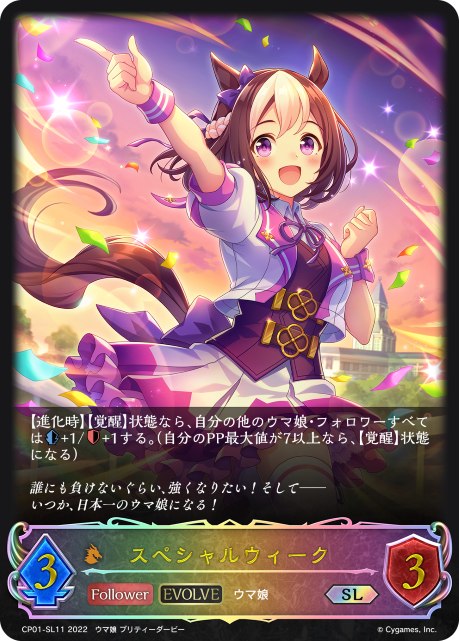 【進化時】【覚醒】状態なら、自分の他のウマ娘・フォロワーすべて
は+1/+1する。（自分のPP最大値が7以上なら、【覚醒】状態
になる）
誰にも負けないぐらい、強くなりたい！そして──
いつか、日本一のウマ娘になる！
スペシャルウィーク
3
Follower EVOLVE ウマ娘 SL
3
CP01-SL11 2022 ウマ娘 プリティーダービー © Cygames, Inc.